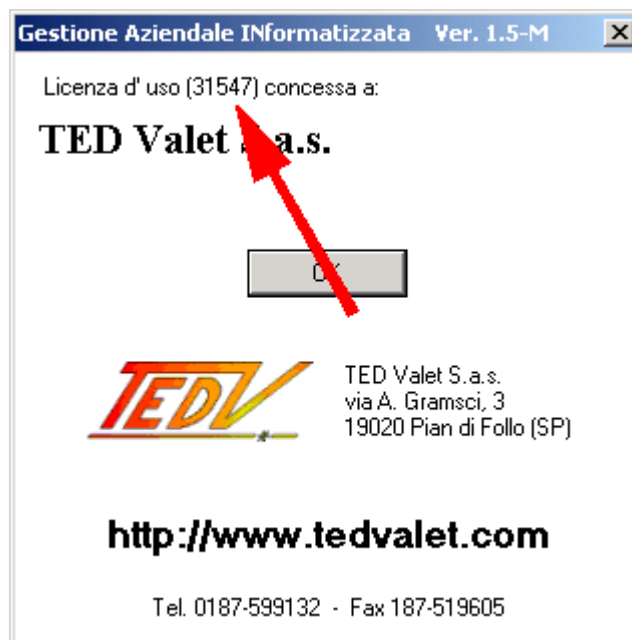 Gestione Aziendale INformatizzata Ver. 1.5-M
Licenza d' uso (31547) concessa a:
TED Valet S.a.s.
OK
TEDV
TED Valet S.a.s.
via A. Gramsci, 3
19020 Pian di Follo (SP)
http://www.tedvalet.com
Tel. 0187-599132 - Fax 187-519605